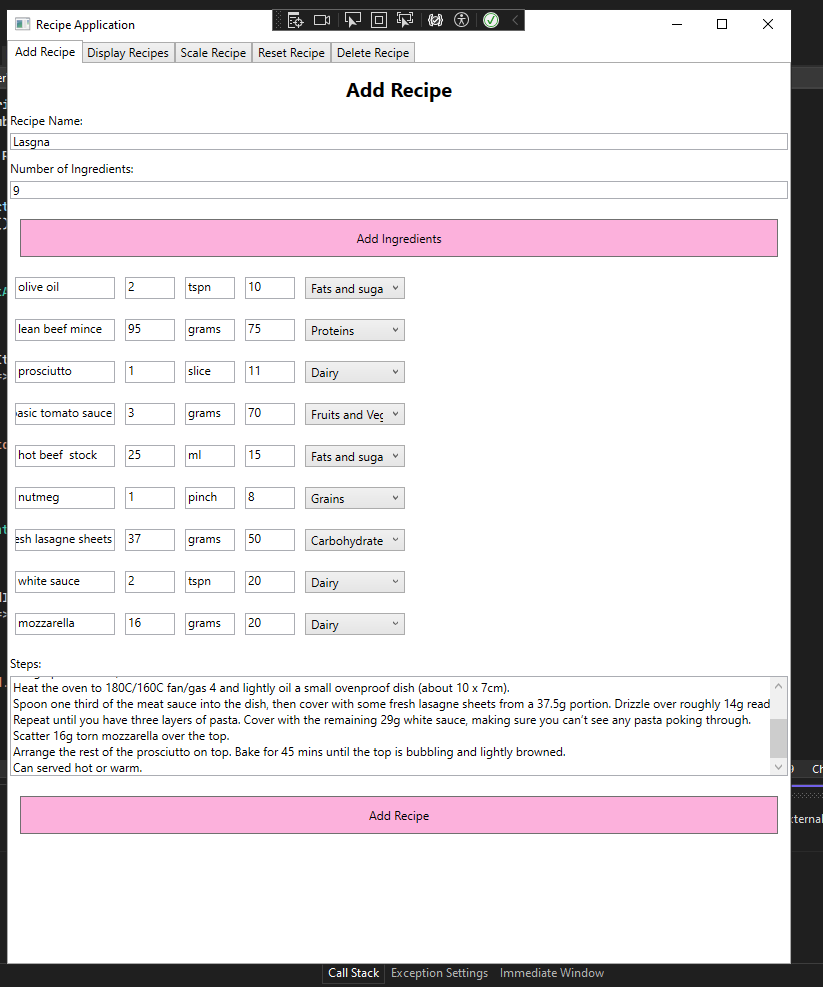 Recipe Application
Add Recipe Display Recipes Scale Recipe Reset Recipe Delete Recipe
Add Recipe
Recipe Name:
Lasgna
Number of Ingredients:
9
Add Ingredients
olive oil 2 tspn 10 Fats and suga
lean beef mince 95 grams 75 Proteins
prosciutto 1 slice 11 Dairy
basic tomato sauce 3 grams 70 Fruits and Veg
hot beef  stock 25 ml 15 Fats and suga
nutmeg 1 pinch 8 Grains
esh lasagne sheets 37 grams 50 Carbohydrate
white sauce 2 tspn 20 Dairy
mozzarella 16 grams 20 Dairy
Steps:
Heat the oven to 180C/160C fan/gas 4 and lightly oil a small ovenproof dish (about 10 x 7cm).
Spoon one third of the meat sauce into the dish, then cover with some fresh lasagne sheets from a 37.5g portion. Drizzle over roughly 14g read
Repeat until you have three layers of pasta. Cover with the remaining 29g white sauce, making sure you can't see any pasta poking through.
Scatter 16g torn mozzarella over the top.
Arrange the rest of the prosciutto on top. Bake for 45 mins until the top is bubbling and lightly browned.
Can served hot or warm.
Add Recipe
Call Stack Exception Settings Immediate Window